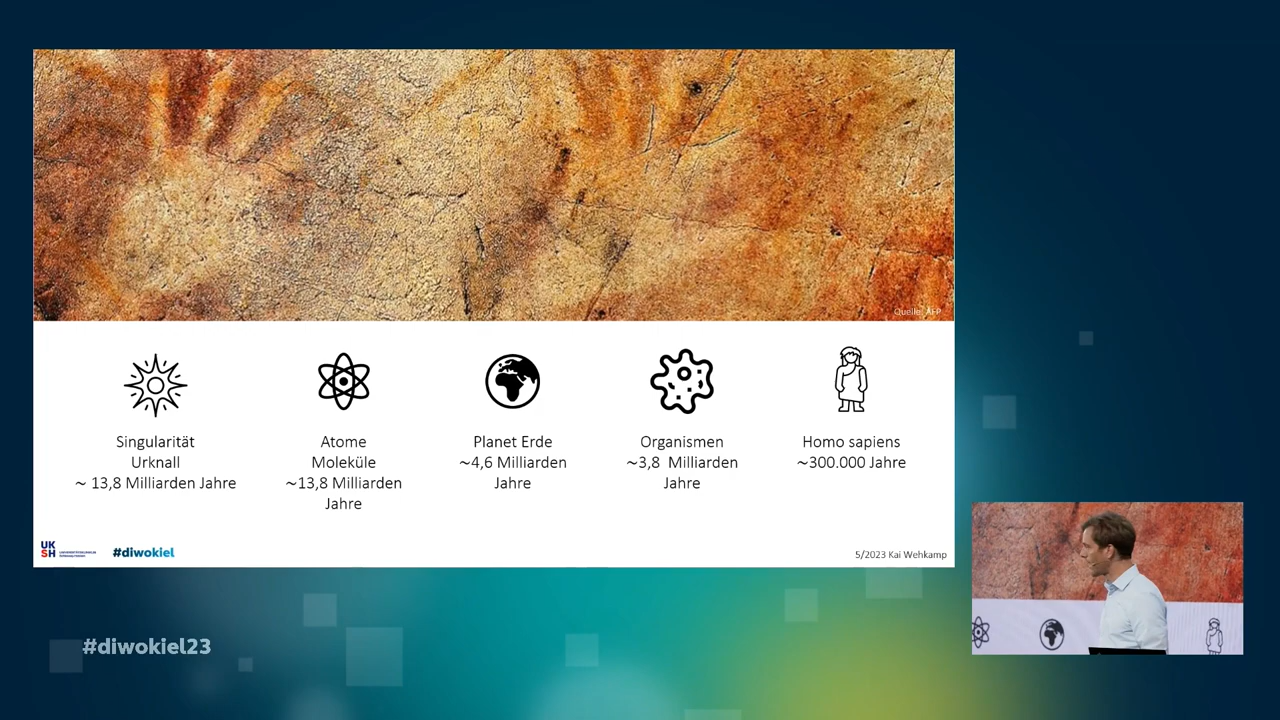 Quelle: AFP
Singularität
Urknall
~ 13,8 Milliarden Jahre
Atome
Moleküle
~13,8 Milliarden
Jahre
Planet Erde
~4,6 Milliarden
Jahre
Organismen
~3,8 Milliarden
Jahre
Homo sapiens
~300.000 Jahre
UK
SH
#diwokiel
5/2023 Kai Wehkamp
#diwokiel23